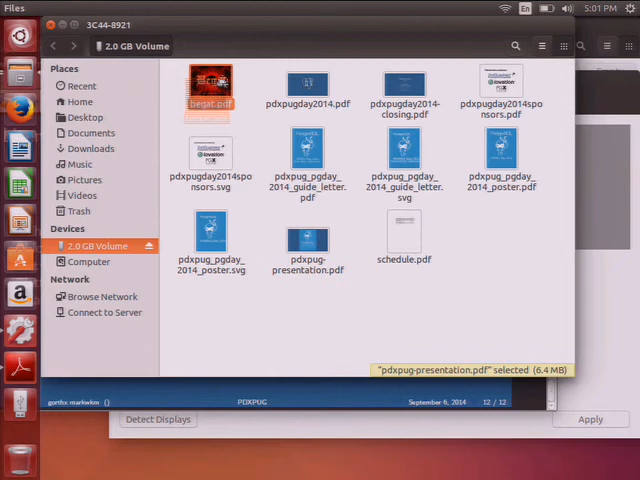 Files
En
5:01 PM
3C44-8921
2.0 GB Volume
Places
Recent
Home
Desktop
Documents
Downloads
Music
Pictures
Videos
Trash
Devices
2.0 GB Volume
Computer
Network
Browse Network
Connect to Server
begat.pdf
pdxpugday2014.pdf
pdxpugday2014-
closing.pdf
pdxpugday2014spo
nsors.pdf
pdxpugday2014spo
nsors.svg
pdxpug_pgday_
2014_guide_letter.
pdf
pdxpug_pgday_
2014_guide_letter.
svg
pdxpug_pgday_
2014_poster.pdf
pdxpug_pgday_
2014_poster.svg
pdxpug-
presentation.pdf
schedule.pdf
"pdxpug-presentation.pdf" selected (6.4 MB)
gorthx markwkm ()
PDXPUG
September 6, 2014
12 / 12
Detect Displays
Apply